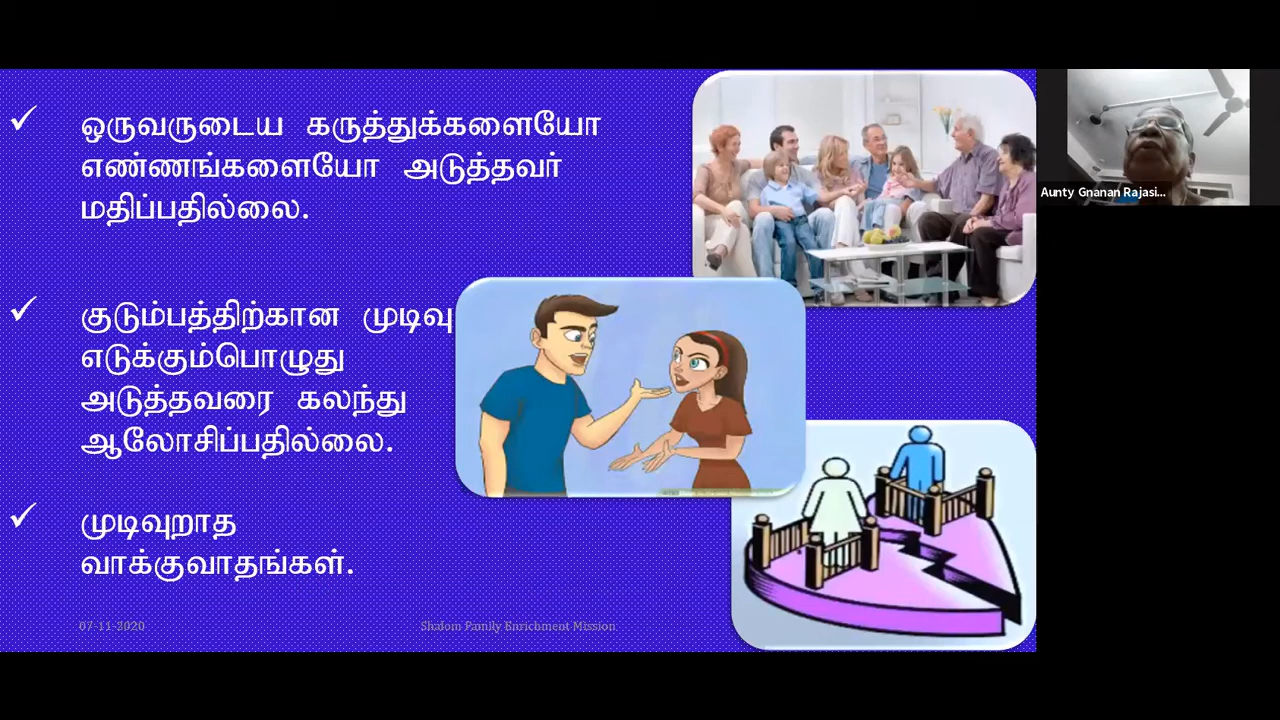 ஒருவருடைய கருத்துக்களையோ
எண்ணங்களையோ அடுத்தவர்
மதிப்பதில்லை.
குடும்பத்திற்கான முடிவு
எடுக்கும்பொழுது
அடுத்தவரை கலந்து
ஆலோசிப்பதில்லை.
முடிவுறாத
வாக்குவாதங்கள்.
07-11-2020
Shalom Family Enrichment Mission
Aunty Gnanan Rajasi...